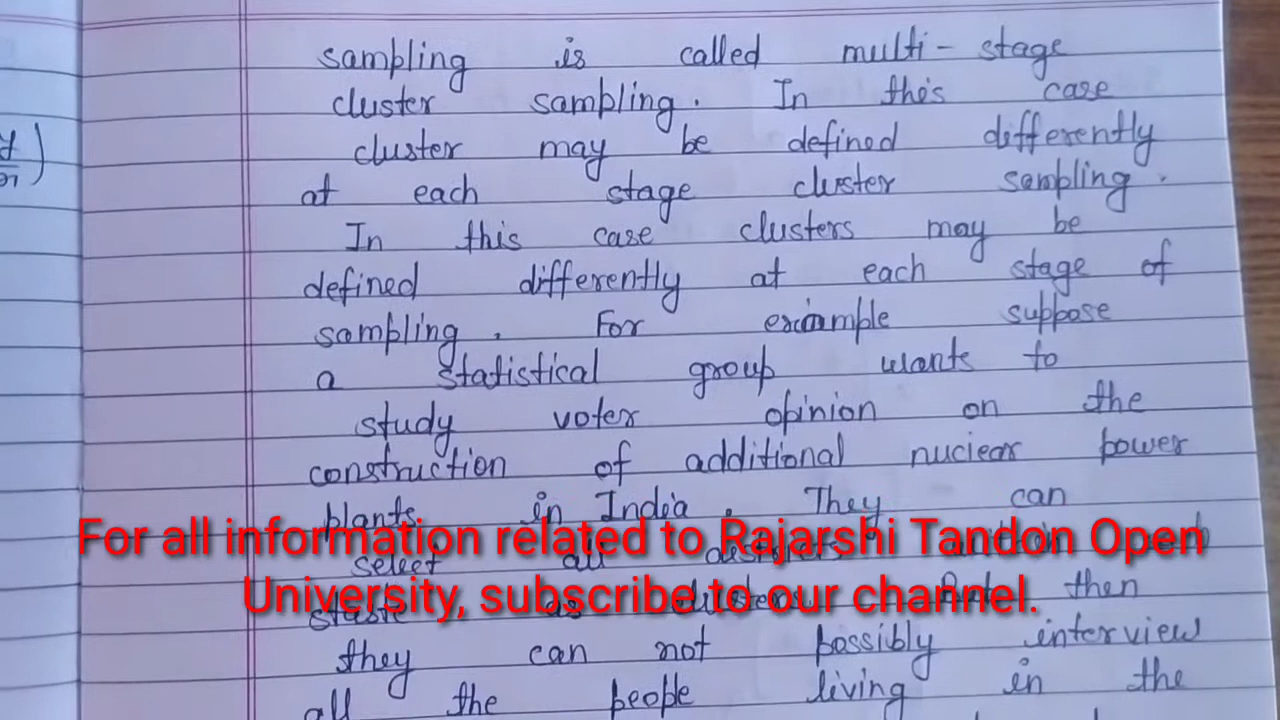 sampling is called multi- stage
cluster sampling. In this case
cluster may be defined differently
at each stage cluster sampling.
In this case clusters may be
defined differently at each stage of
sampling. For example suppose
a statistical group wants to
study voter opinion on the
construction of additional nuclear power
plants in India. They can
For all information related to Rajarshi Tandon Open
select all
University, subscribe to our channel.
as then
they can not possibly interview
all the people living in the